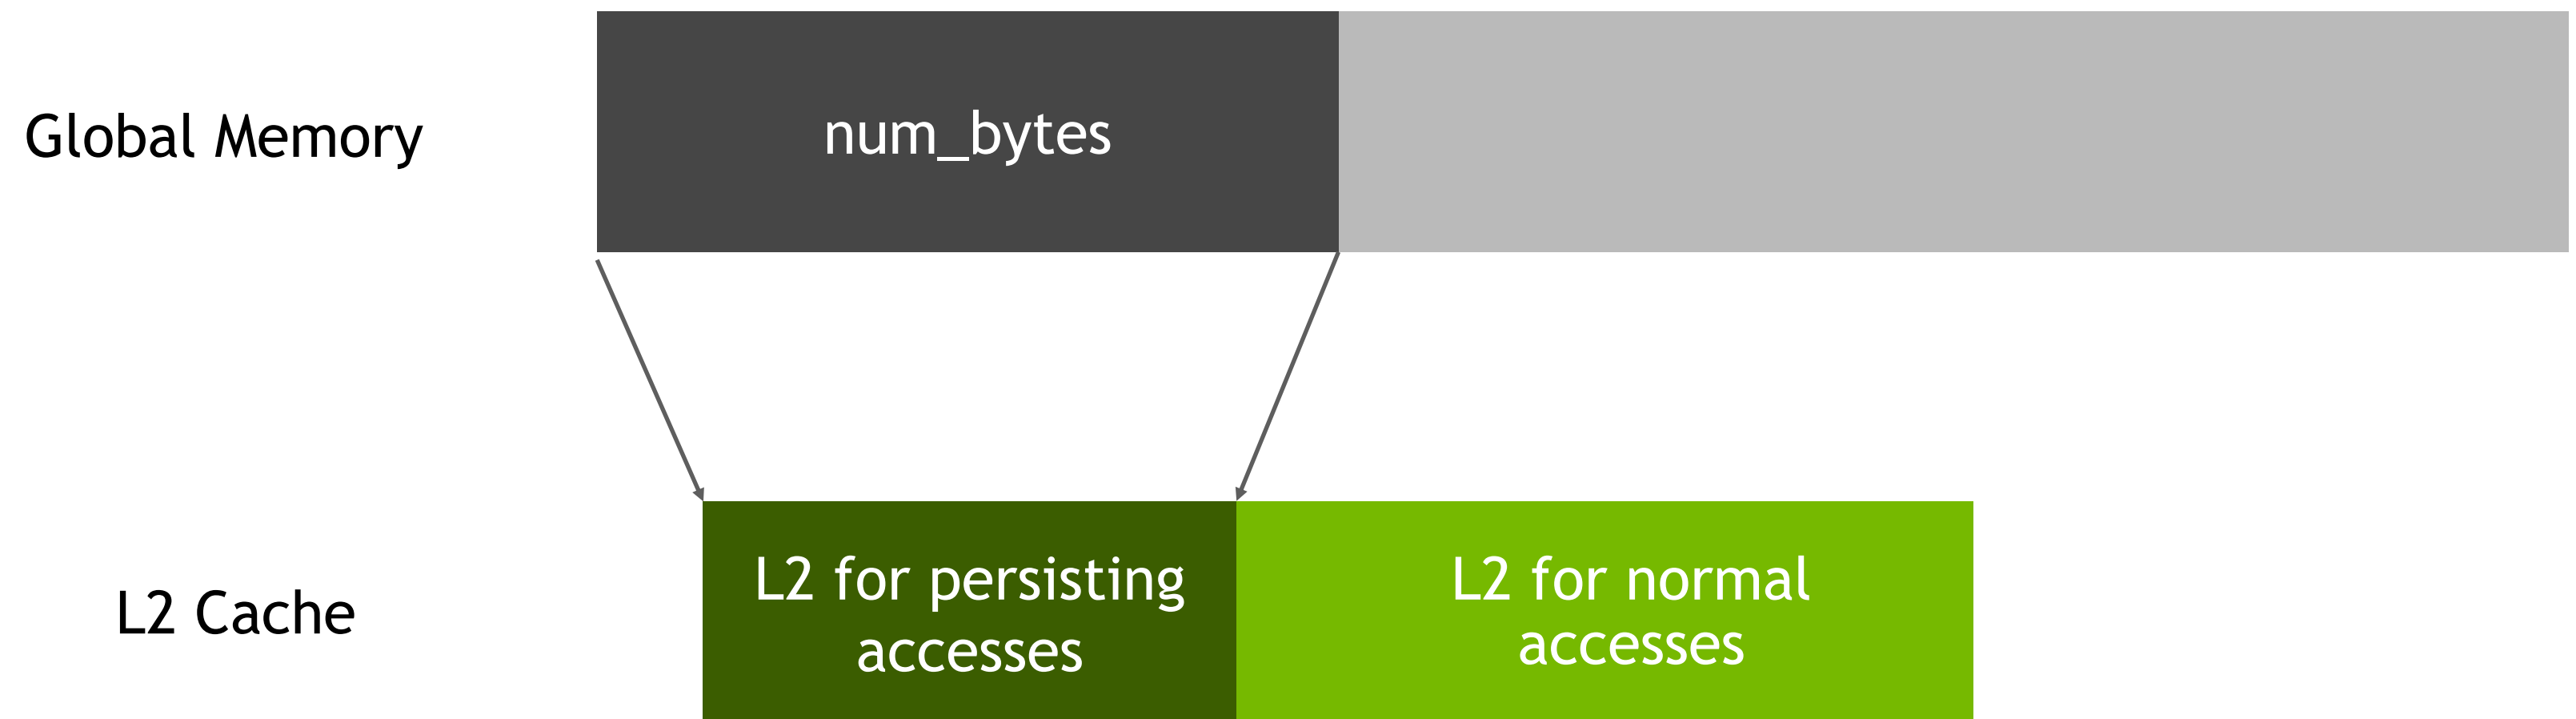 Global Memory
num_bytes
L2 Cache
L2 for persisting
accesses
L2 for normal
accesses